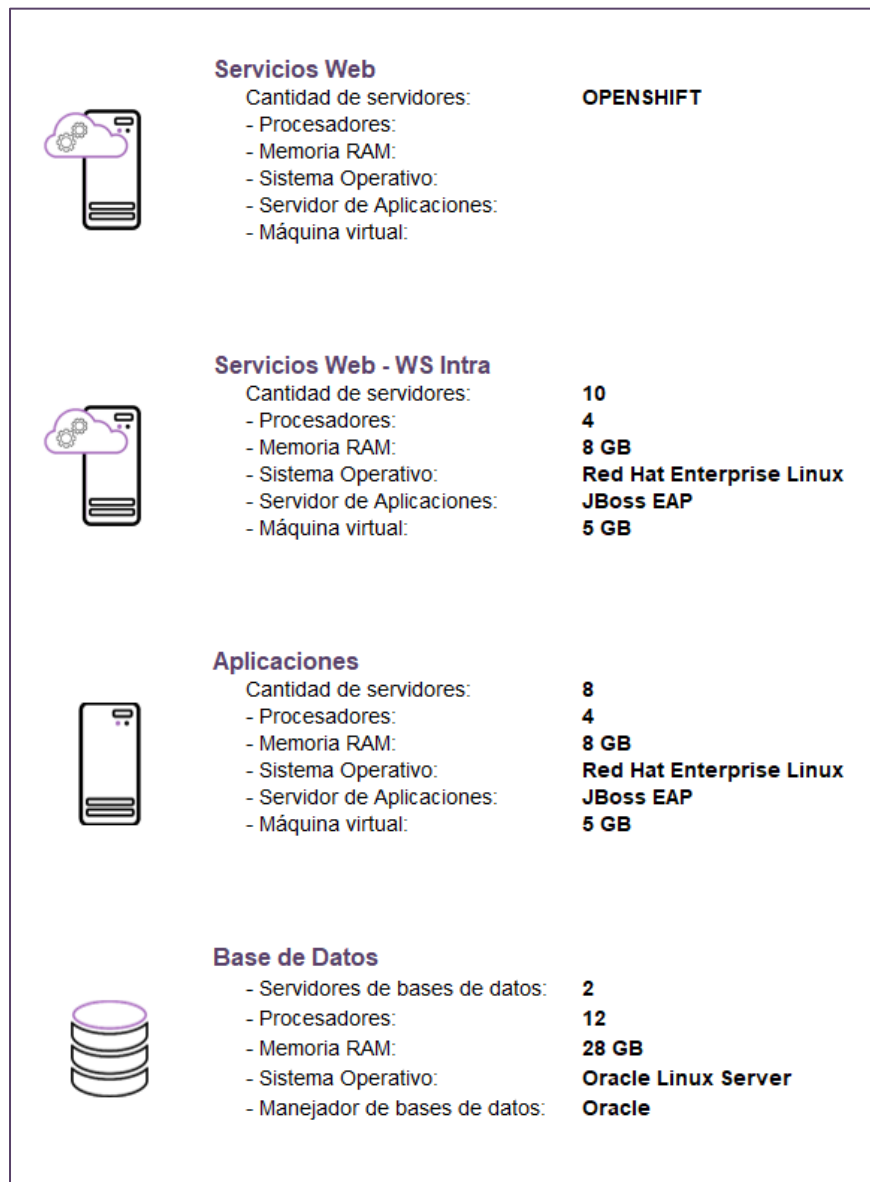 Servicios Web
Cantidad de servidores: OPENSHIFT
- Procesadores:
- Memoria RAM:
- Sistema Operativo:
- Servidor de Aplicaciones:
- Máquina virtual:
Servicios Web - WS Intra
Cantidad de servidores: 10
- Procesadores: 4
- Memoria RAM: 8 GB
- Sistema Operativo: Red Hat Enterprise Linux
- Servidor de Aplicaciones: JBoss EAP
- Máquina virtual: 5 GB
Aplicaciones
Cantidad de servidores: 8
- Procesadores: 4
- Memoria RAM: 8 GB
- Sistema Operativo: Red Hat Enterprise Linux
- Servidor de Aplicaciones: JBoss EAP
- Máquina virtual: 5 GB
Base de Datos
- Servidores de bases de datos: 2
- Procesadores: 12
- Memoria RAM: 28 GB
- Sistema Operativo: Oracle Linux Server
- Manejador de bases de datos: Oracle